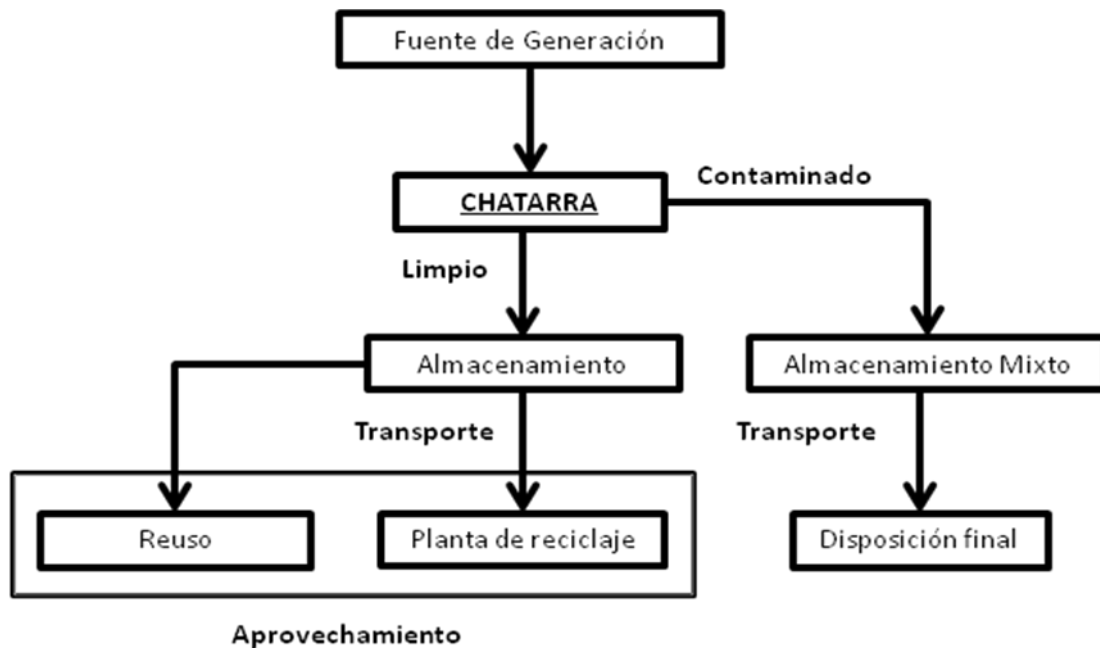 Fuente de Generación
CHATARRA
Contaminado
Limpio
Almacenamiento
Almacenamiento Mixto
Transporte
Transporte
Reuso
Planta de reciclaje
Disposición final
Aprovechamiento